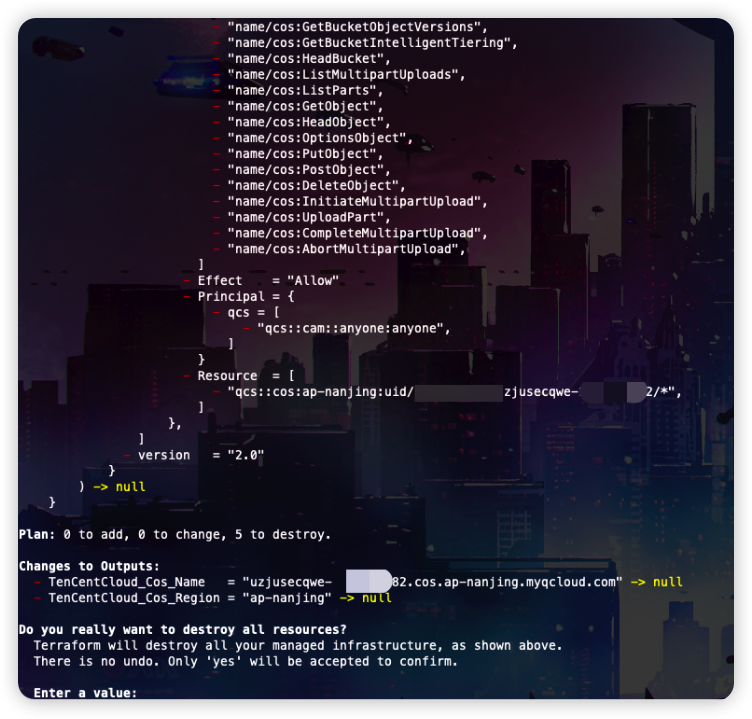 - "name/cos:GetBucketObjectVersions",
- "name/cos:GetBucketIntelligentTiering",
- "name/cos:HeadBucket",
- "name/cos:ListMultipartUploads",
- "name/cos:ListParts",
- "name/cos:GetObject",
- "name/cos:HeadObject",
- "name/cos:OptionsObject",
- "name/cos:PutObject",
- "name/cos:PostObject",
- "name/cos:DeleteObject",
- "name/cos:InitiateMultipartUpload",
- "name/cos:UploadPart",
- "name/cos:CompleteMultipartUpload",
- "name/cos:AbortMultipartUpload",
]
- Effect = "Allow"
- Principal = {
- qcs = [
- "qcs::cam::anyone:anyone",
]
}
- Resource = [
- "qcs::cos:ap-nanjing:uid/ zjusecqwe- 2/*",
]
},
]
- version = "2.0"
}
) -> null
}
Plan: 0 to add, 0 to change, 5 to destroy.
Changes to Outputs:
- TenCentCloud_Cos_Name = "uzjusecqwe- 82.cos.ap-nanjing.myqcloud.com" -> null
- TenCentCloud_Cos_Region = "ap-nanjing" -> null
Do you really want to destroy all resources?
Terraform will destroy all your managed infrastructure, as shown above.
There is no undo. Only 'yes' will be accepted to confirm.
Enter a value: